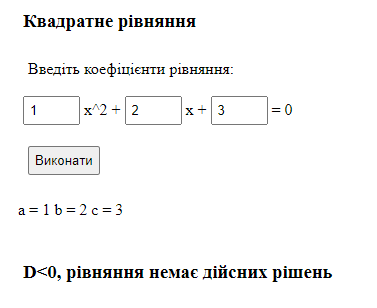 Квадратне рівняння
Введіть коефіцієнти рівняння:
1 x^2 + 2 x + 3 = 0
Виконати
a = 1 b = 2 c = 3
D<0, рівняння немає дійсних рішень